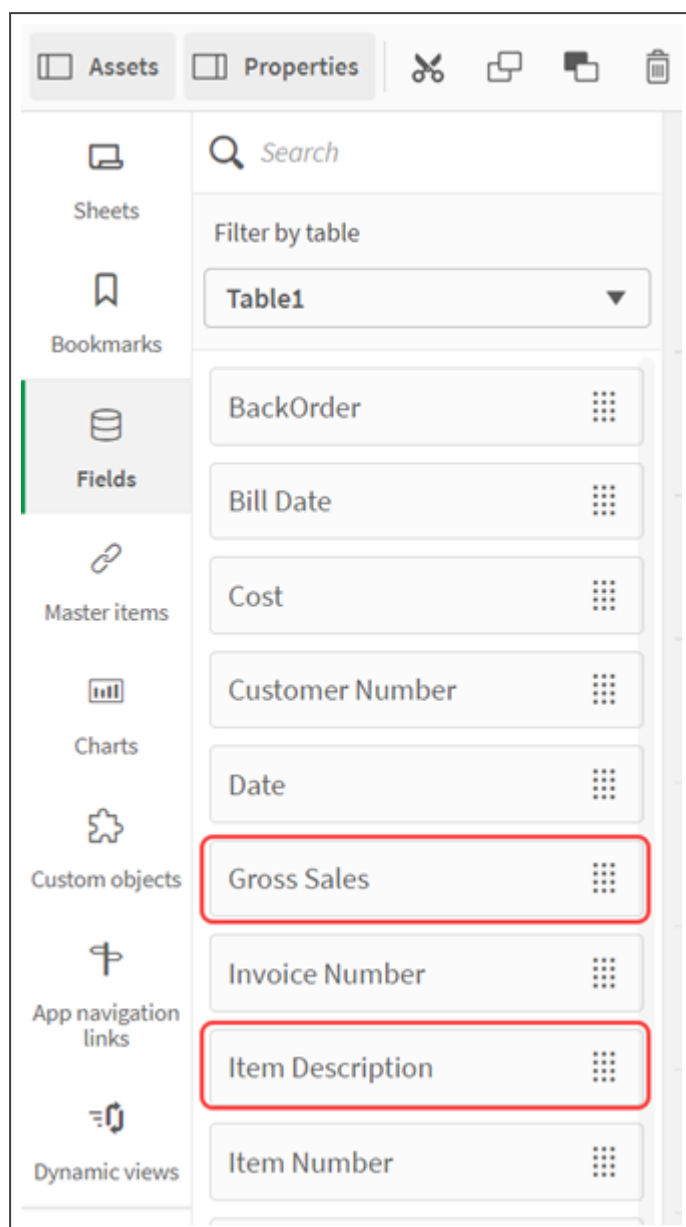 Assets Properties
Sheets
Bookmarks
Fields
Master items
Charts
Custom objects
App navigation
links
Dynamic views
Search
Filter by table
Table1
BackOrder
Bill Date
Cost
Customer Number
Date
Gross Sales
Invoice Number
Item Description
Item Number